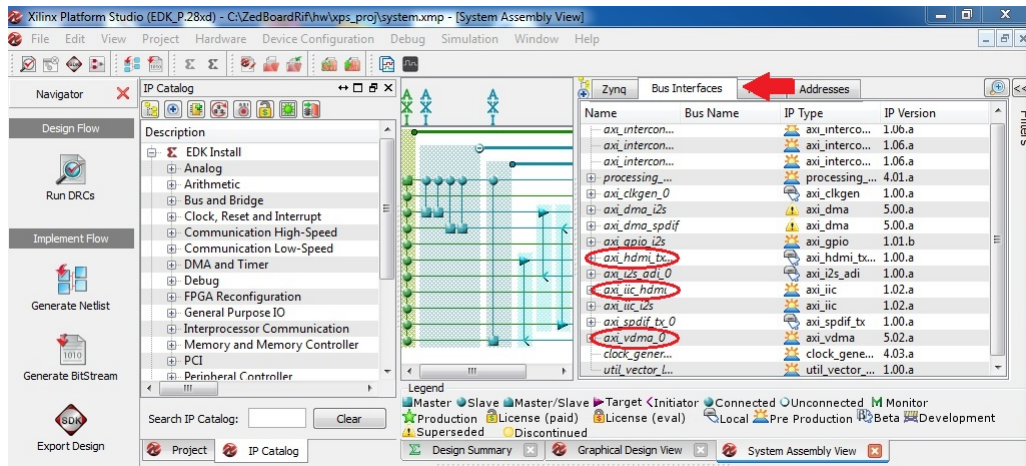 Xilinx Platform Studio (EDK_P.28xd) - C:\ZedBoardRif\hw\xps_proj\system.xmp - [System Assembly View]
File Edit View Project Hardware Device Configuration Debug Simulation Window Help
Navigator
Design Flow
Run DRCs
Implement Flow
Generate Netlist
1010
Generate BitStream
SDK
Export Design
IP Catalog
Description
EDK Install
Analog
Arithmetic
Bus and Bridge
Clock, Reset and Interrupt
Communication High-Speed
Communication Low-Speed
DMA and Timer
Debug
FPGA Reconfiguration
General Purpose IO
Interprocessor Communication
Memory and Memory Controller
PCI
Peripheral Controller
Search IP Catalog: Clear
Project IP Catalog
A A A
X X X
I I I
Zynq Bus Interfaces Addresses
Name Bus Name IP Type IP Version
axi_intercon... axi_interco... 1.06.a
axi_intercon... axi_interco... 1.06.a
axi_intercon... axi_interco... 1.06.a
processing_... processing_... 4.01.a
axi_clkgen_0 axi_clkgen 1.00.a
axi_dma_i2s axi_dma 5.00.a
axi_dma_spdif axi_dma 5.00.a
axi_gpio_i2s axi_gpio 1.01.b
axi_hdmi_tx... axi_hdmi_tx... 1.00.a
axi_i2s_adi_0 axi_i2s_adi 1.00.a
axi_iic_hdmi axi_iic 1.02.a
axi_iic_i2s axi_iic 1.02.a
axi_spdif_tx_0 axi_spdif_tx 1.00.a
axi_vdma_0 axi_vdma 5.02.a
clock_gener... clock_gene... 4.03.a
util_vector_l... util_vector_... 1.00.a
Filters
Legend
Master Slave Master/Slave Target Initiator Connected Unconnected M Monitor
Production License (paid) License (eval) Local Pre Production Beta Development
Superseded Discontinued
Design Summary Graphical Design View System Assembly View